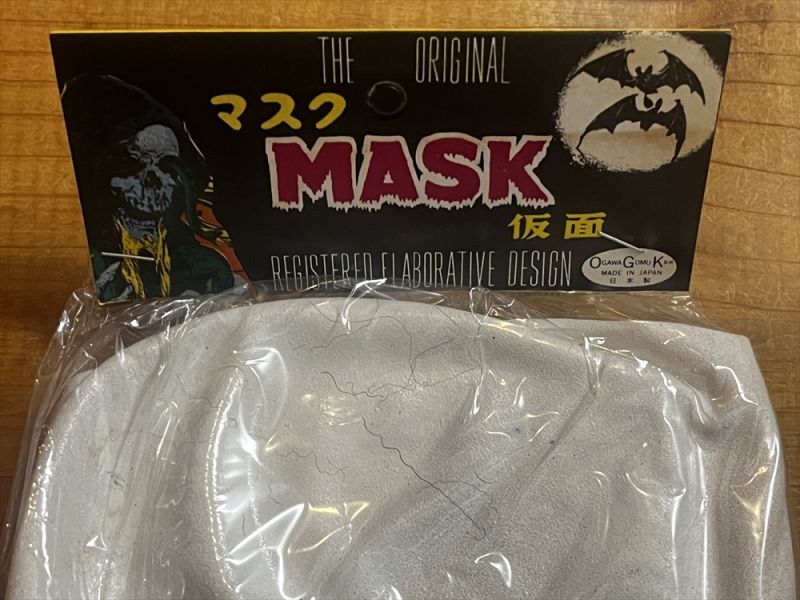 THE ORIGINAL
マスク
MASK
仮面
REGISTERED ELABORATIVE DESIGN
OGAWA GOMU K.K.
MADE IN JAPAN
日本製